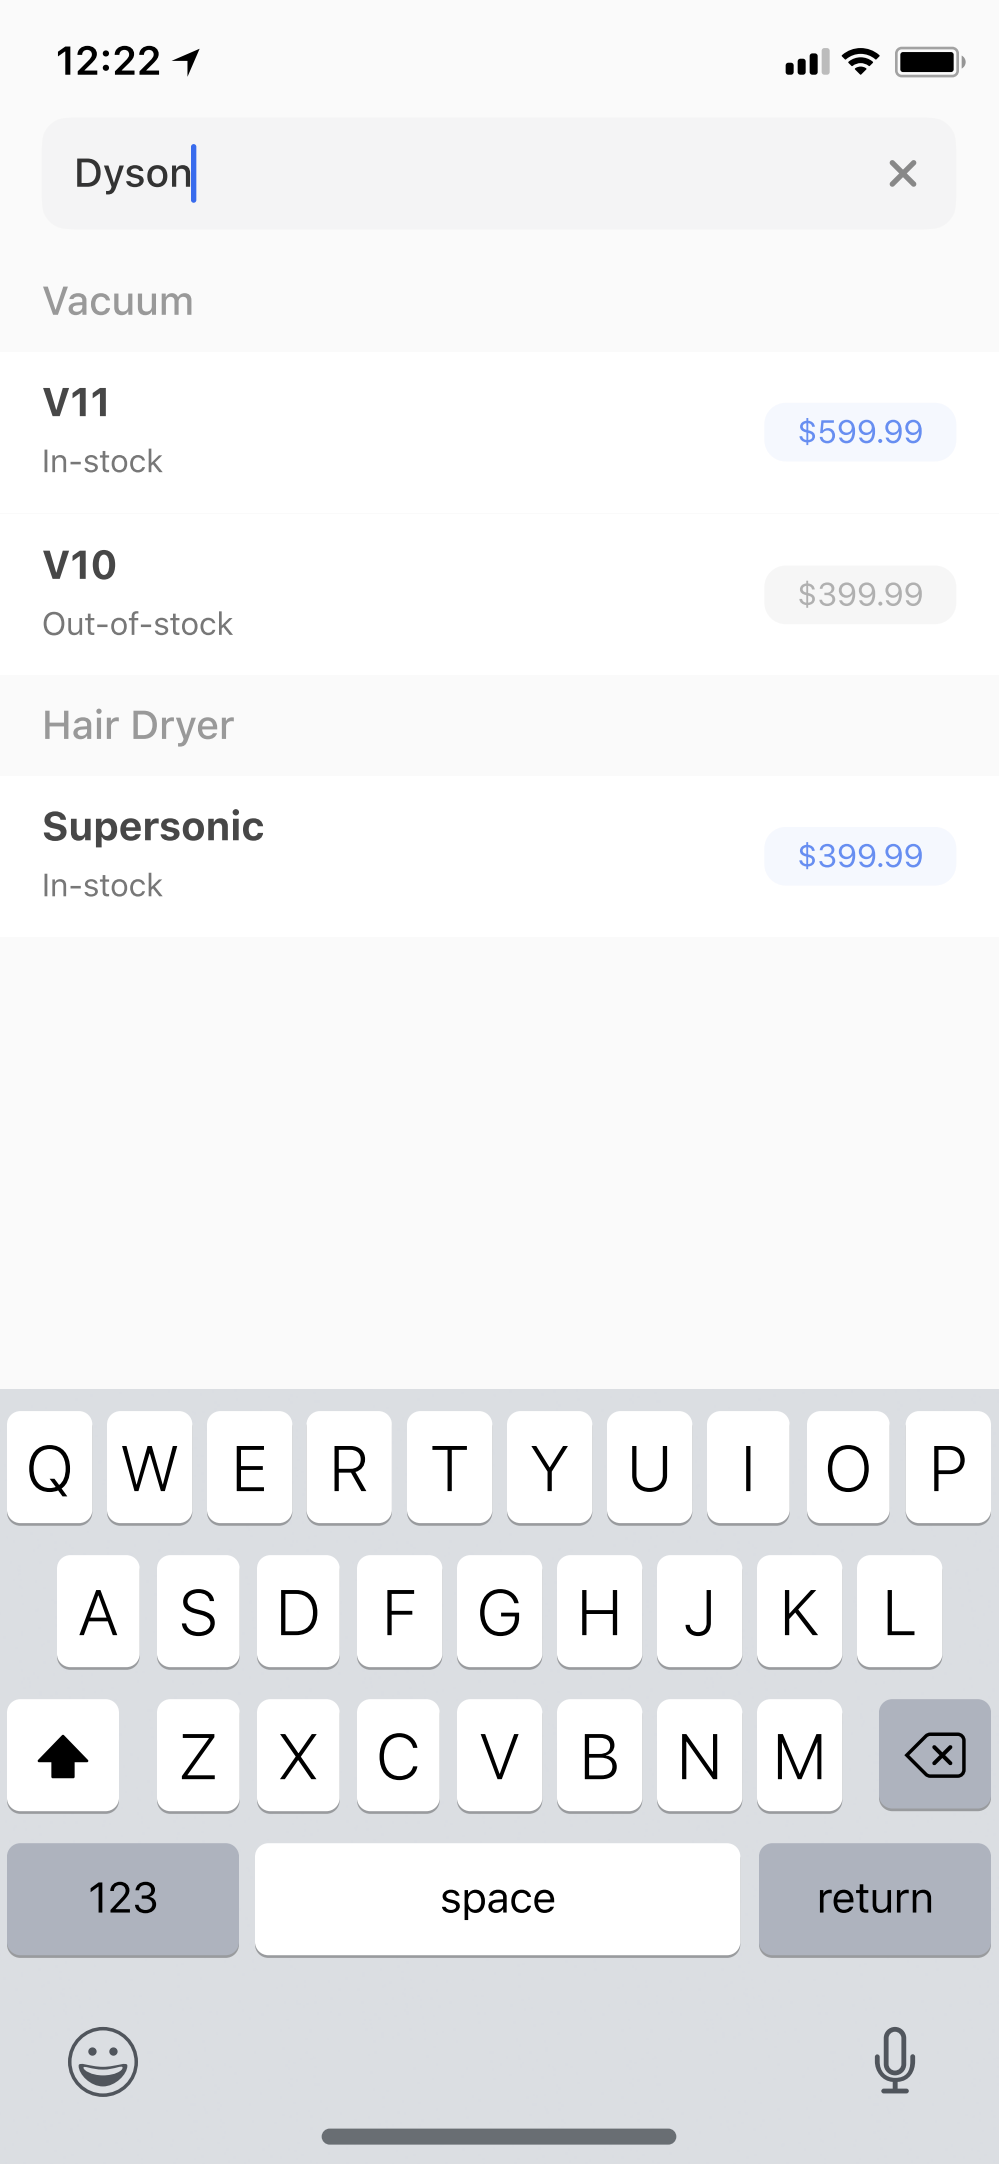 12:22
Dyson
Vacuum
V11
$599.99
In-stock
V10
$399.99
Out-of-stock
Hair Dryer
Supersonic
$399.99
In-stock
Q W E R T Y U I O P
A S D F G H J K L
Z X C V B N M
123 space return